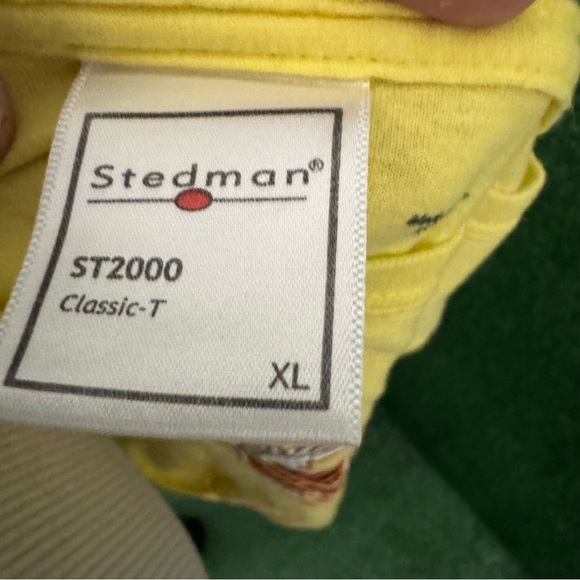 Stedman®
ST2000
Classic-T
XL